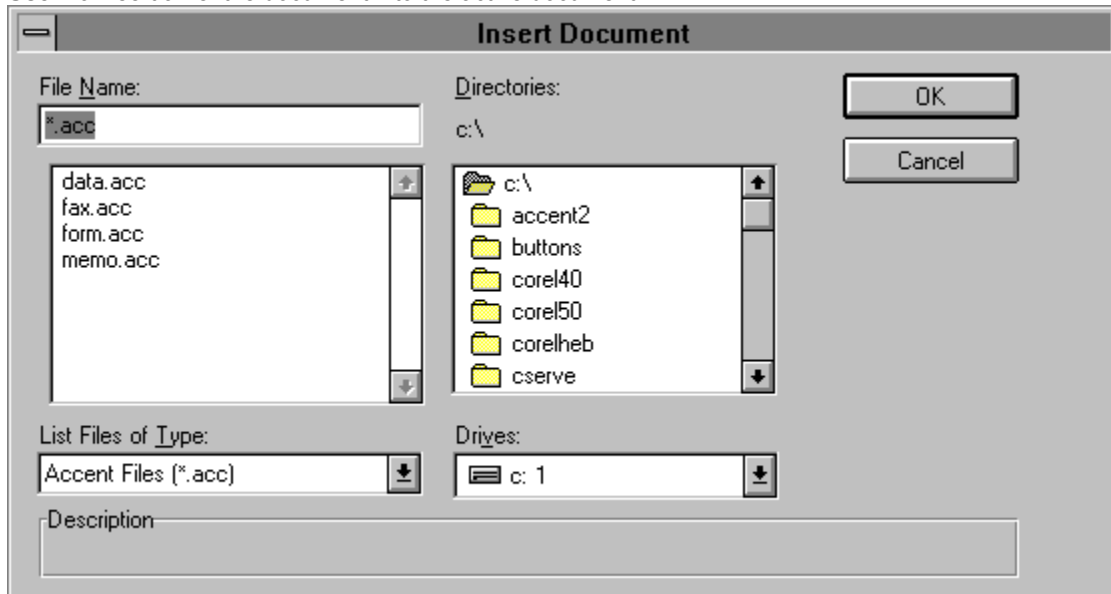 Insert Document
File Name:
*.acc
data.acc
fax.acc
form.acc
memo.acc
List Files of Type:
Accent Files (*.acc)
Directories:
c:\
c:\
accent2
buttons
corel40
corel50
corelheb
cserve
Drives:
c: 1
OK
Cancel
Description